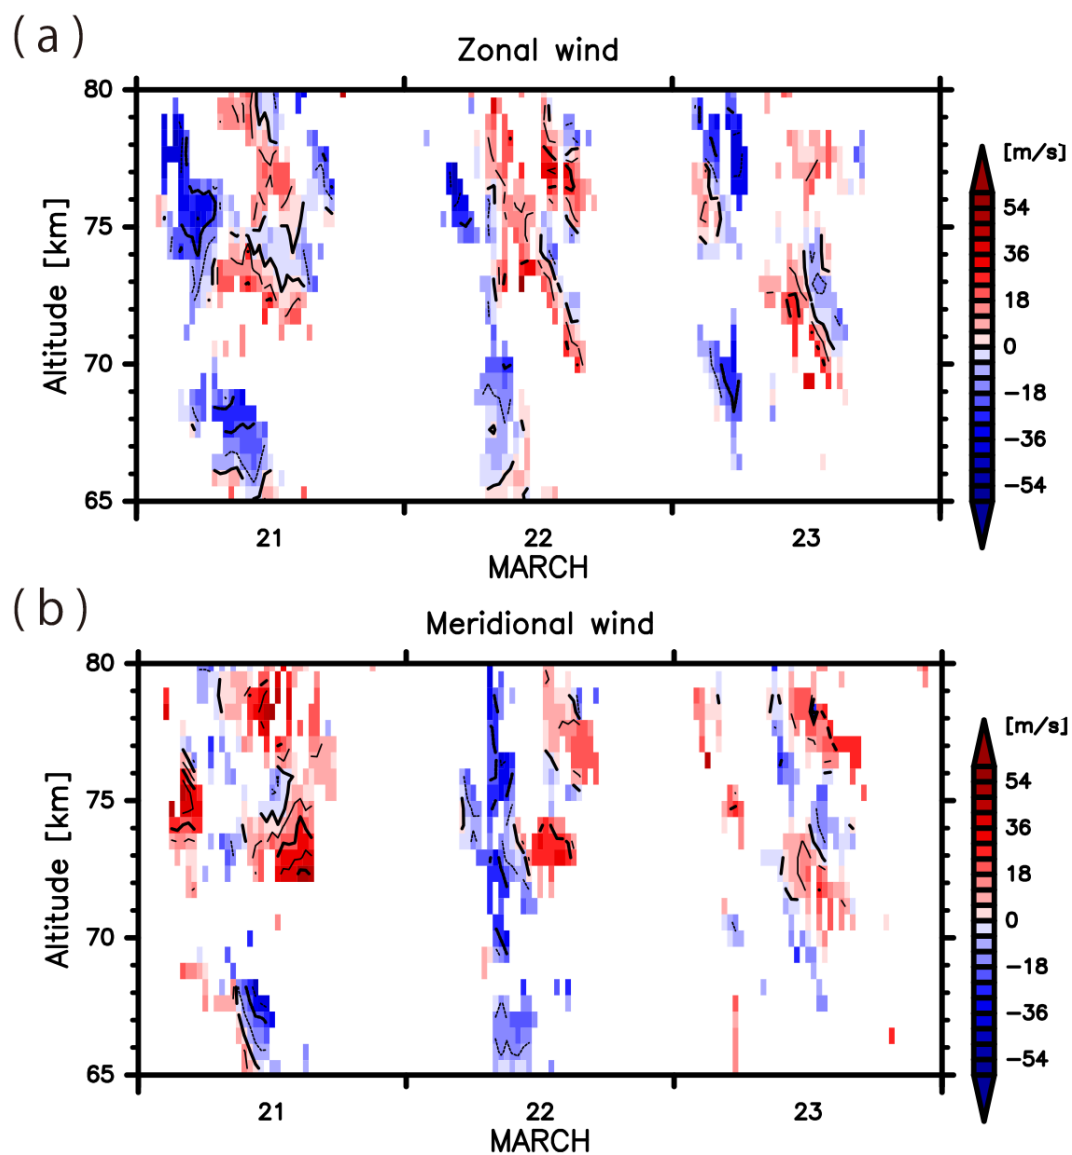 (a)
Zonal wind
80
75
70
65
Altitude [km]
21
22
23
MARCH
[m/s]
54
36
18
0
-18
-36
-54
(b)
Meridional wind
80
75
70
65
Altitude [km]
21
22
23
MARCH
[m/s]
54
36
18
0
-18
-36
-54